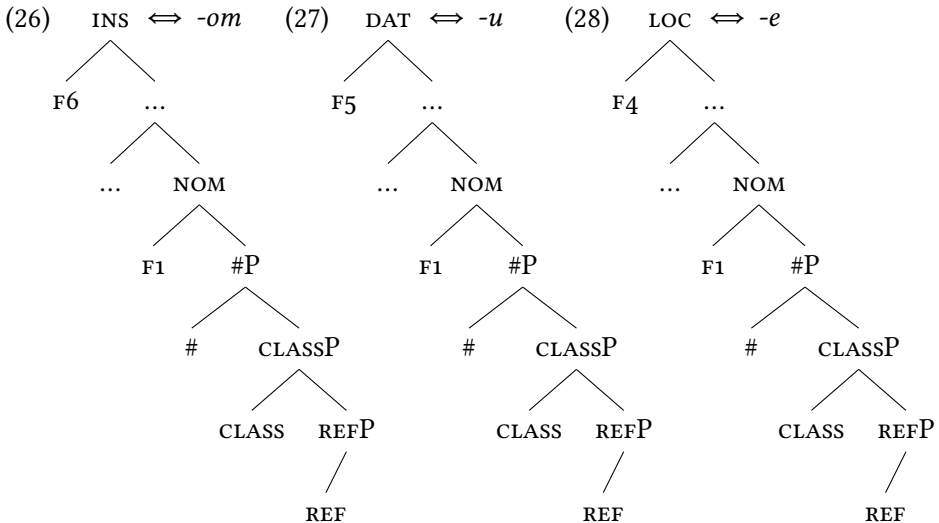 (26) INS ⇔ -om (27) DAT ⇔ -u (28) LOC ⇔ -e
F6 ... F5 ... F4 ...
... NOM ... NOM ... NOM
F1 #P F1 #P F1 #P
# CLASSP # CLASSP # CLASSP
CLASS REFP CLASS REFP CLASS REFP
REF REF REF